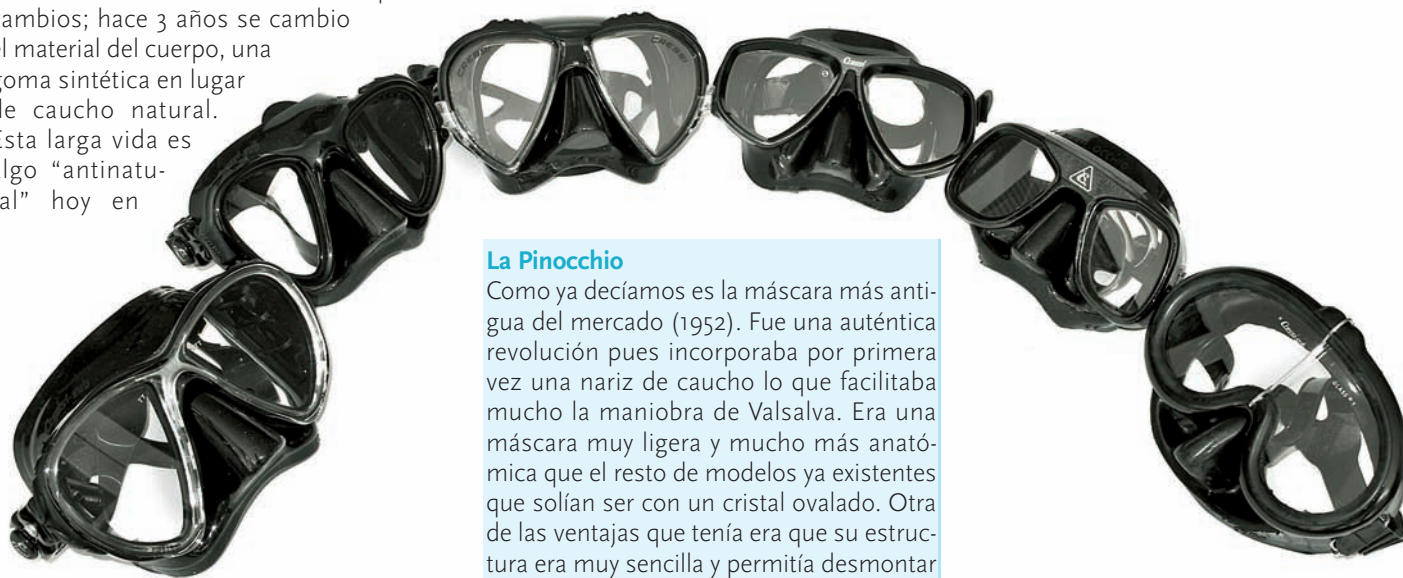 cambios; hace 3 años se cambio
el material del cuerpo, una
goma sintética en lugar
de caucho natural.
Esta larga vida es
algo “antinatu-
ral” hoy en
CRESSI
CRESSI
Cressi
La Pinocchio
Como ya decíamos es la máscara más anti-
gua del mercado (1952). Fue una auténtica
revolución pues incorporaba por primera
vez una nariz de caucho lo que facilitaba
mucho la maniobra de Valsalva. Era una
máscara muy ligera y mucho más anató-
mica que el resto de modelos ya existentes
que solían ser con un cristal ovalado. Otra
de las ventajas que tenía era que su estruc-
tura era muy sencilla y permitía desmontar